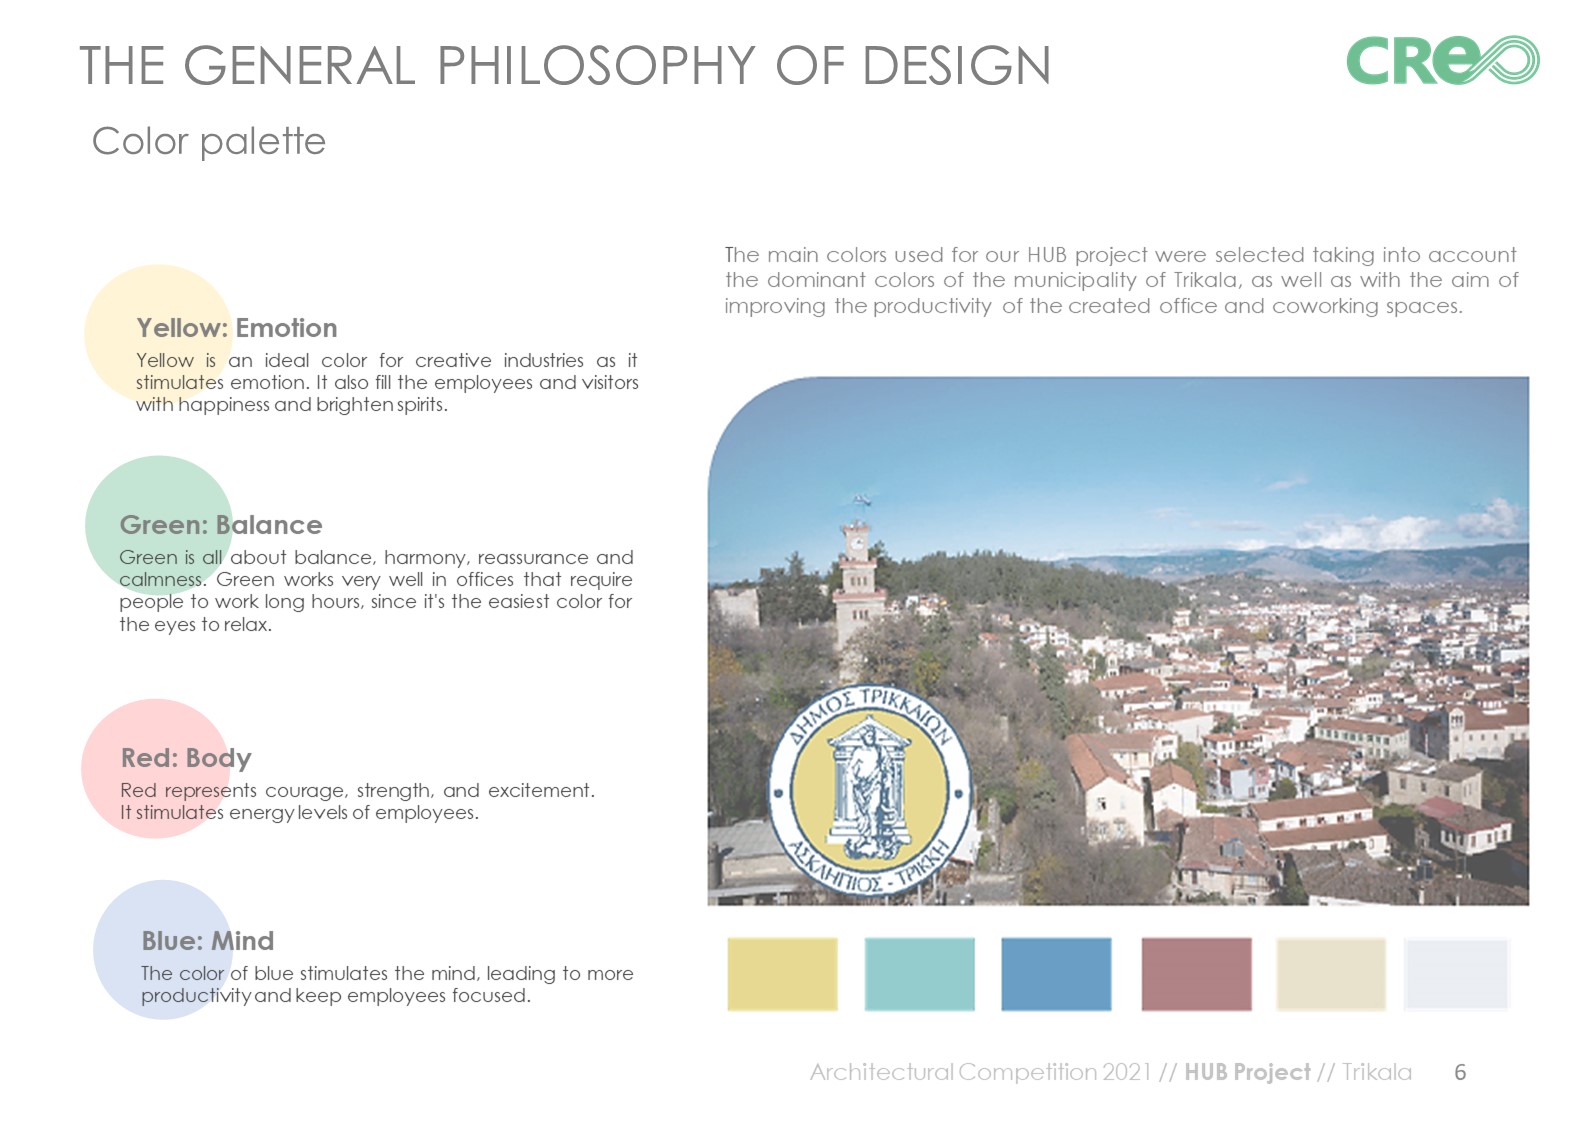 THE GENERAL PHILOSOPHY OF DESIGN
CReo
Color palette
Yellow: Emotion
Yellow is an ideal color for creative industries as it
stimulates emotion. It also fill the employees and visitors
with happiness and brighten spirits.
Green: Balance
Green is all about balance, harmony, reassurance and
calmness. Green works very well in offices that require
people to work long hours, since it's the easiest color for
the eyes to relax.
Red: Body
Red represents courage, strength, and excitement.
It stimulates energy levels of employees.
Blue: Mind
The color of blue stimulates the mind, leading to more
productivity and keep employees focused.
The main colors used for our HUB project were selected taking into account
the dominant colors of the municipality of Trikala, as well as with the aim of
improving the productivity of the created office and coworking spaces.
ΔΗΜΟΣ ΤΡΙΚΚΑΙΩΝ
ΑΣΚΛΗΠΙΟΣ - ΤΡΙΚΚΗ
Architectural Competition 2021 // HUB Project // Trikala 6